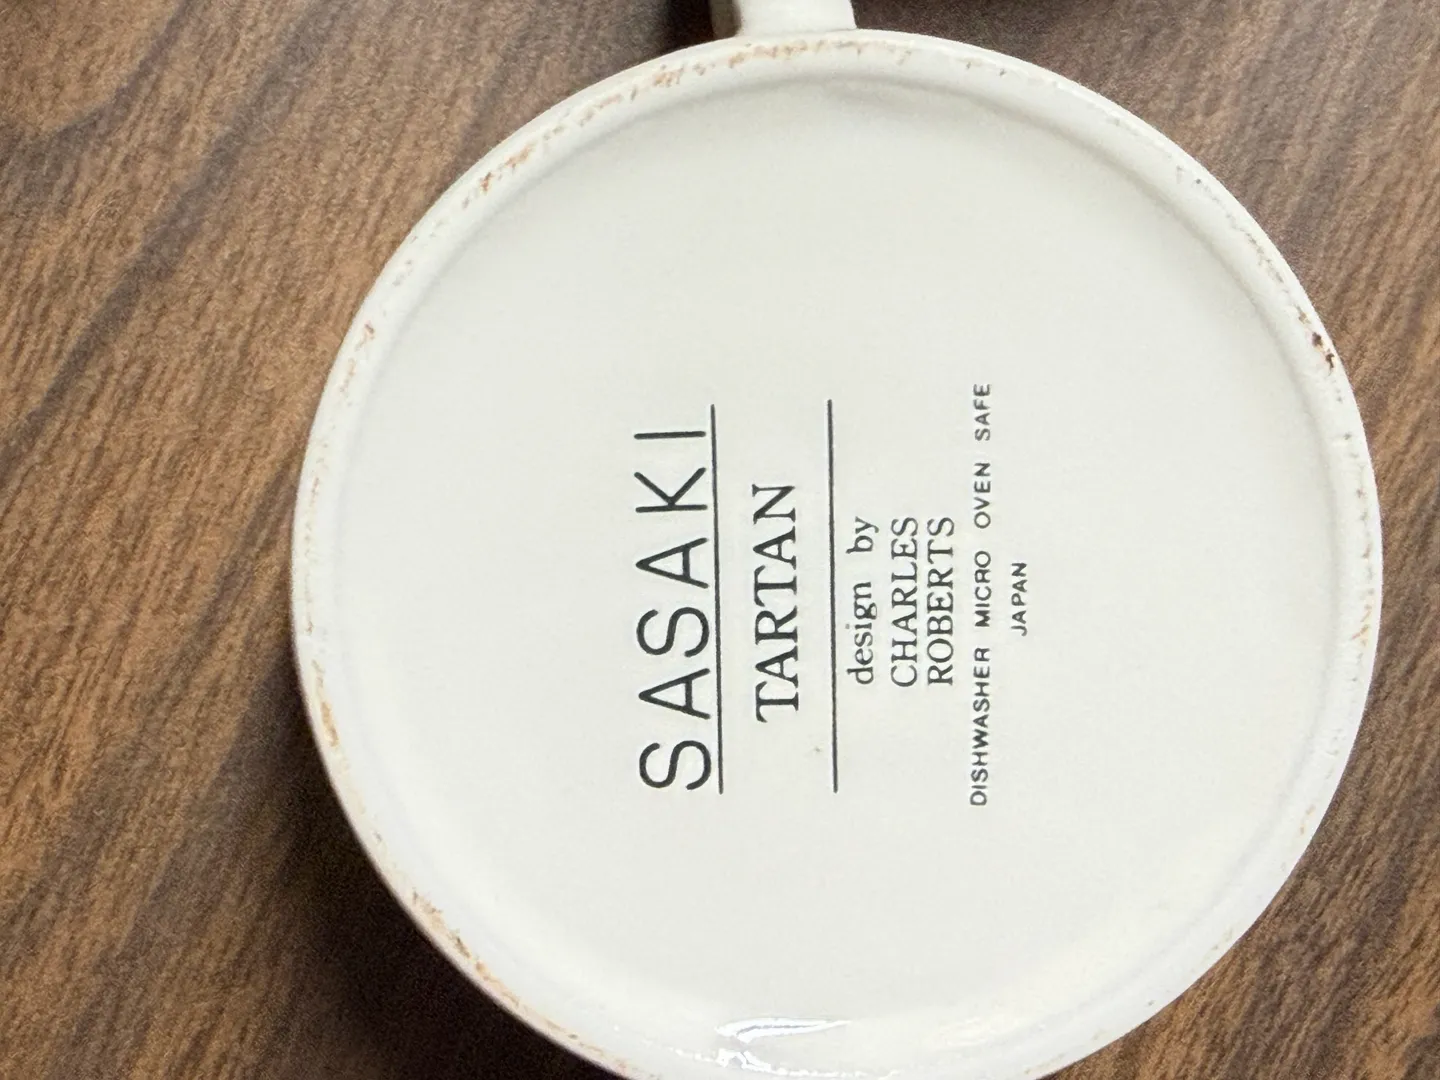 SASAKI
TARTAN
design by
CHARLES
ROBERTS
DISHWASHER MICRO OVEN SAFE
JAPAN